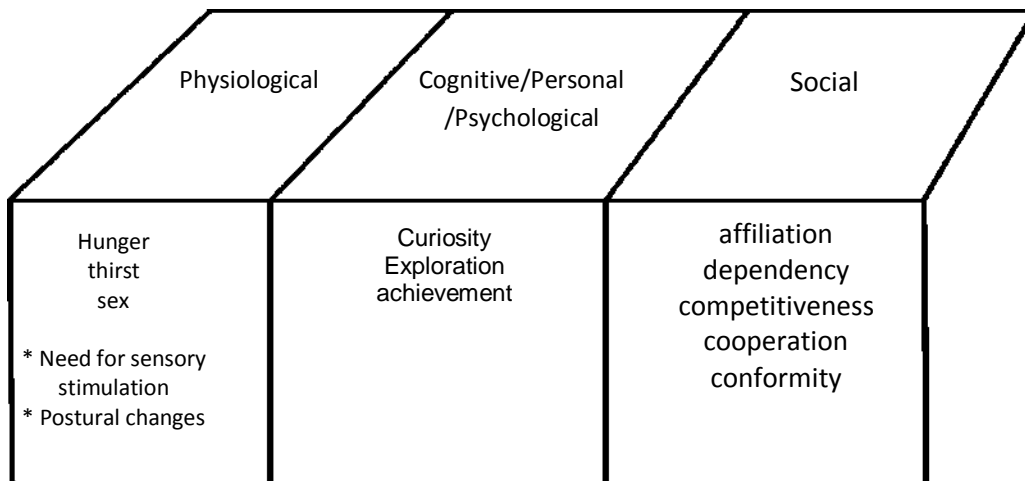 Physiological
Cognitive/Personal
/Psychological
Social
Hunger
thirst
sex
* Need for sensory
stimulation
* Postural changes
Curiosity
Exploration
achievement
affiliation
dependency
competitiveness
cooperation
conformity